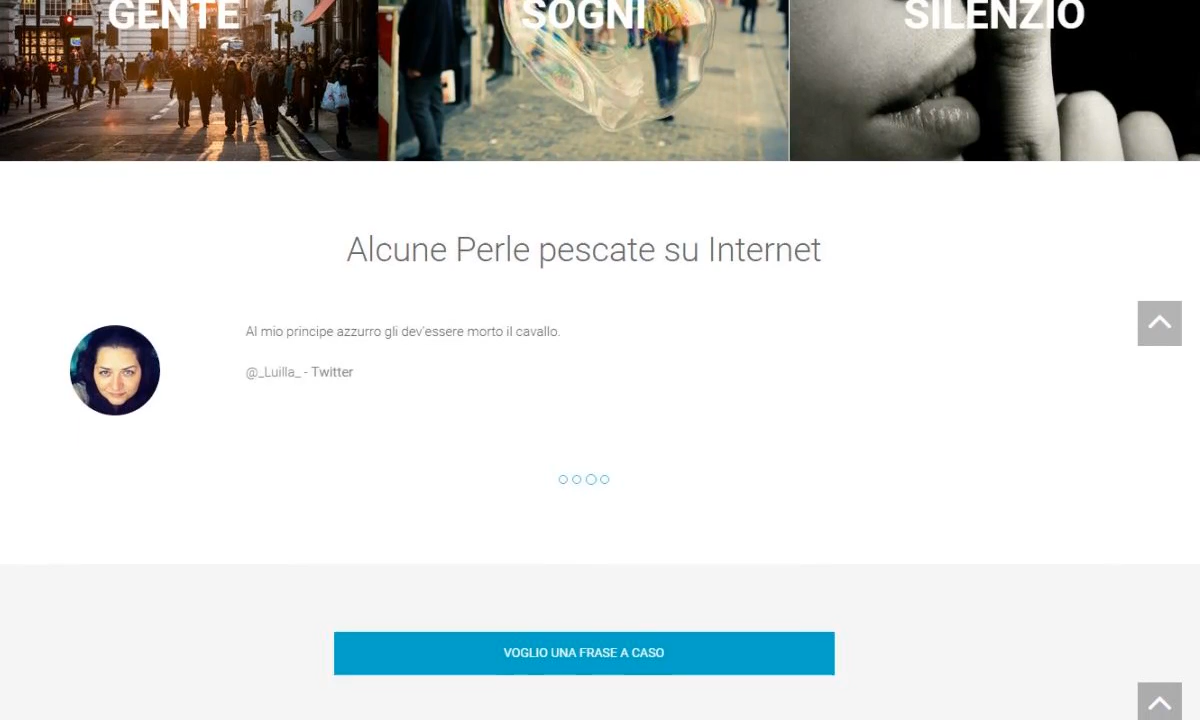 GENTE
SOGNI
SILENZIO
Alcune Perle pescate su Internet
Al mio principe azzurro gli dev'essere morto il cavallo.
@_Luilla_ - Twitter
VOGLIO UNA FRASE A CASO